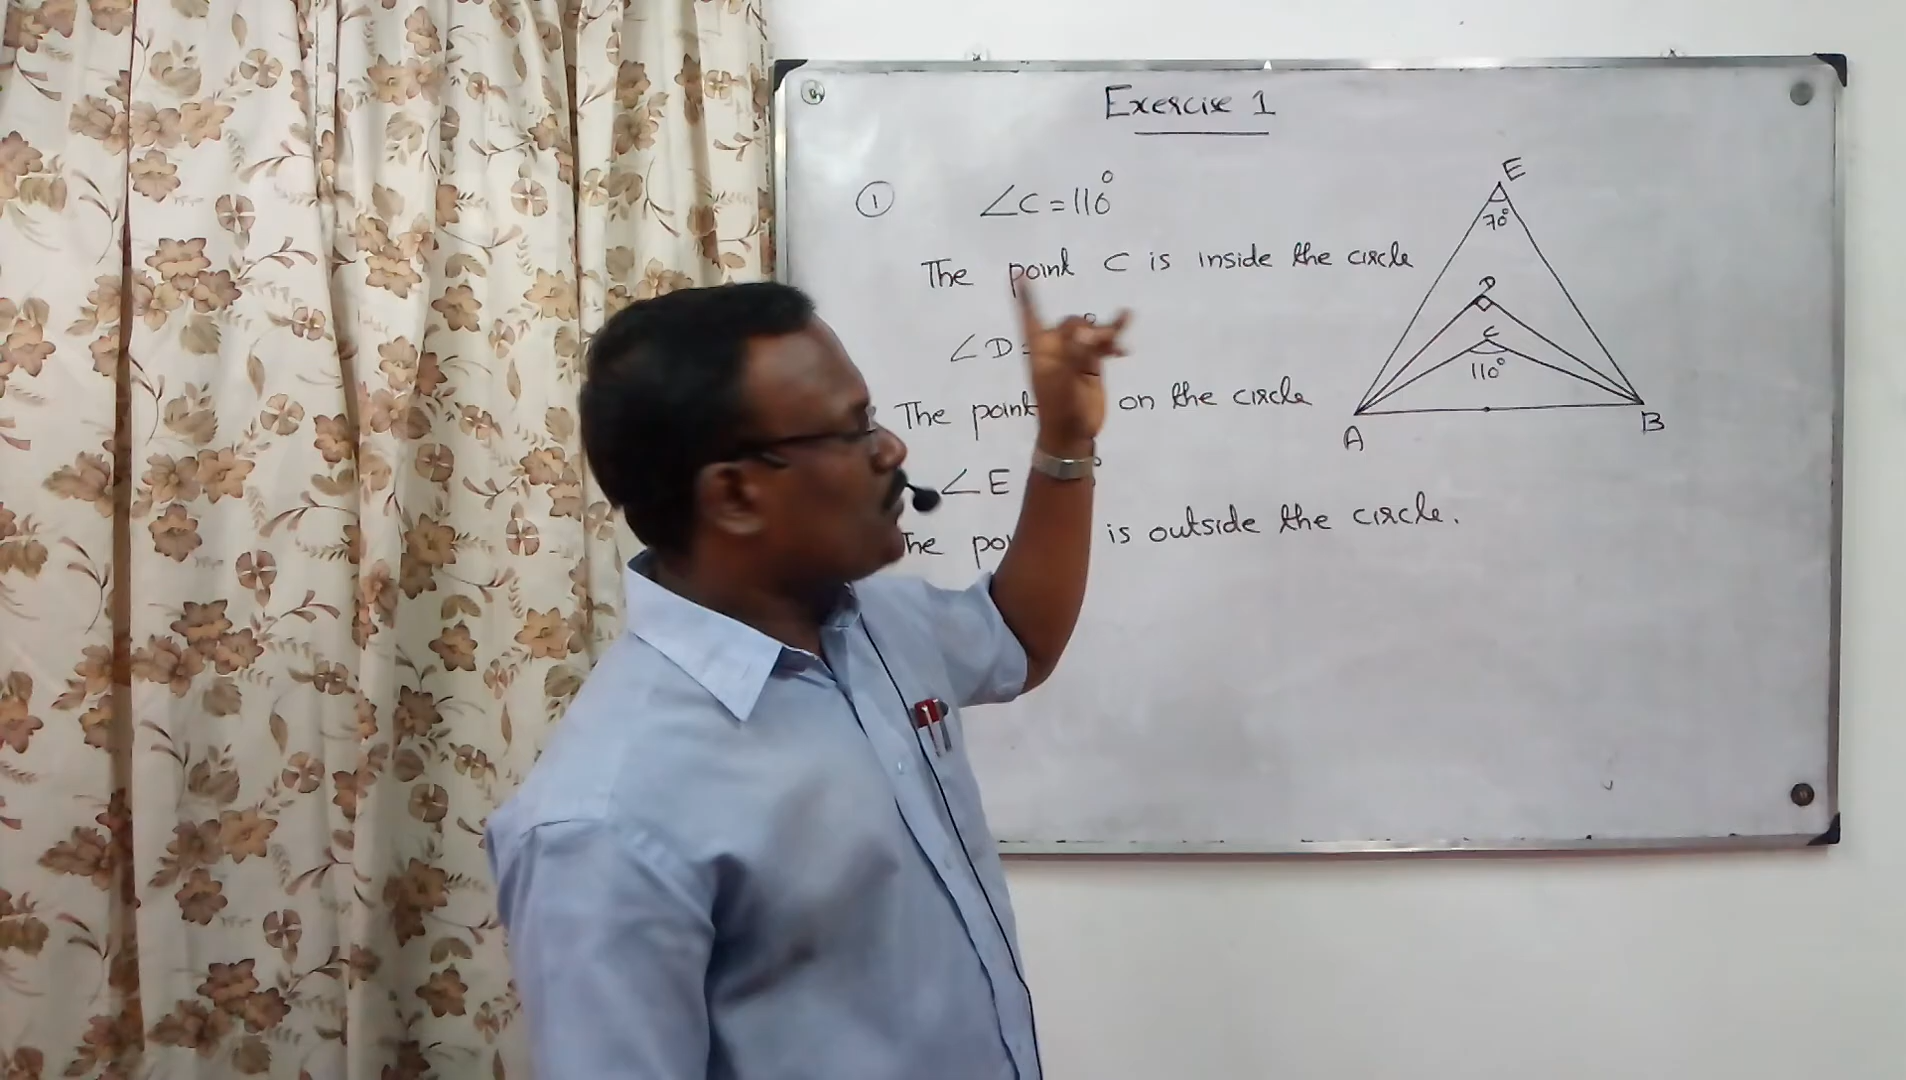 Exercise 1
① ∠C = 110°
The point C is inside the circle
∠D =
The point on the circle
∠E
The is outside the circle.
E
70°
D
C
110°
A
B